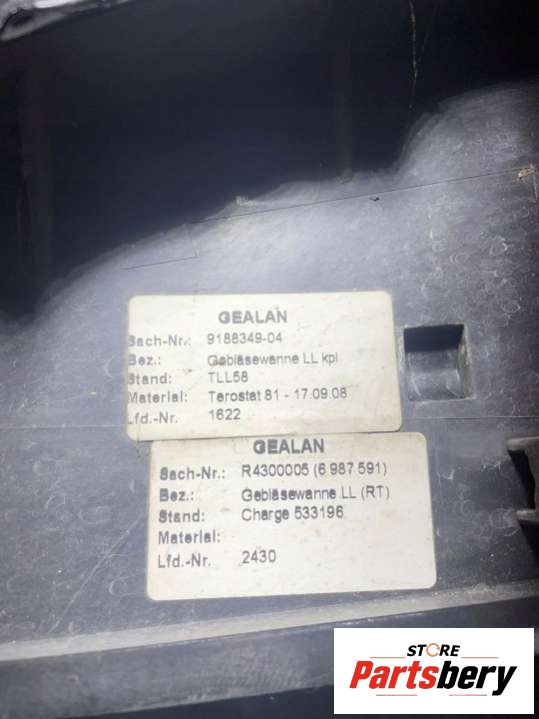 GEALAN
Sach-Nr.: 9188349-04
Bez.: Gebläsewanne LL kpl
Stand: TLL58
Material: Terostat 81 - 17.09.08
Lfd.-Nr. 1622
GEALAN
Sach-Nr.: R4300005 (6 987 591)
Bez.: Gebläsewanne LL (RT)
Stand: Charge 533196
Material:
Lfd.-Nr. 2430
STORE
Partsbery